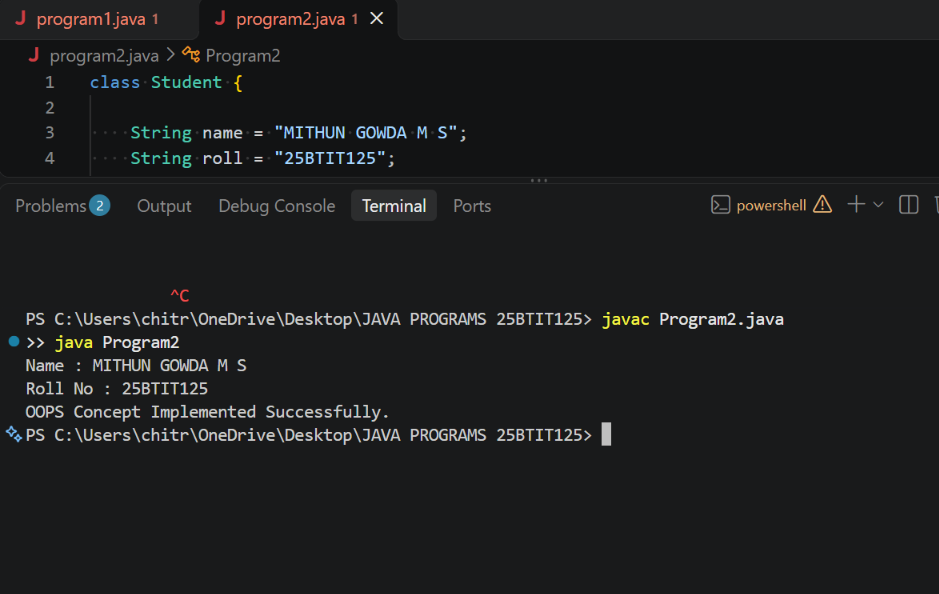 program1.java 1 program2.java 1
program2.java Program2
1 class Student {
2
3 String name = "MITHUN GOWDA M S";
4 String roll = "25BTIT125";
Problems 2 Output Debug Console Terminal Ports powershell
^C
PS C:\Users\chitr\OneDrive\Desktop\JAVA PROGRAMS 25BTIT125> javac Program2.java
>> java Program2
Name : MITHUN GOWDA M S
Roll No : 25BTIT125
OOPS Concept Implemented Successfully.
PS C:\Users\chitr\OneDrive\Desktop\JAVA PROGRAMS 25BTIT125>